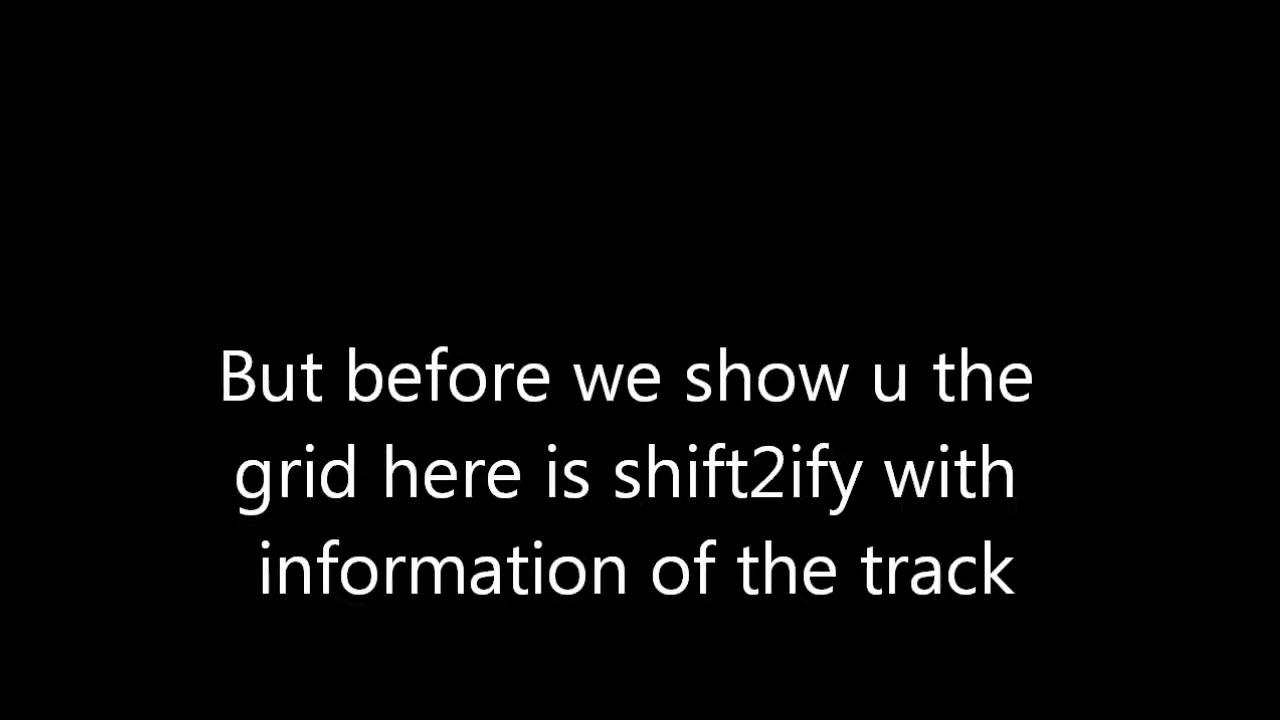 But before we show u the
grid here is shift2ify with
information of the track